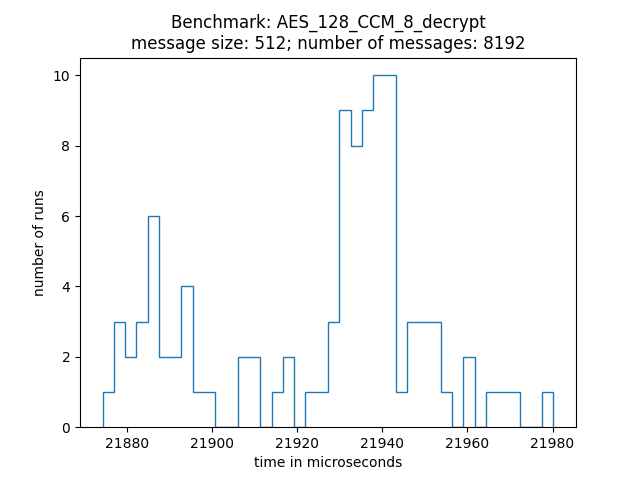 Benchmark: AES_128_CCM_8_decrypt
message size: 512; number of messages: 8192
number of runs
10
8
6
4
2
0
21880 21900 21920 21940 21960 21980
time in microseconds